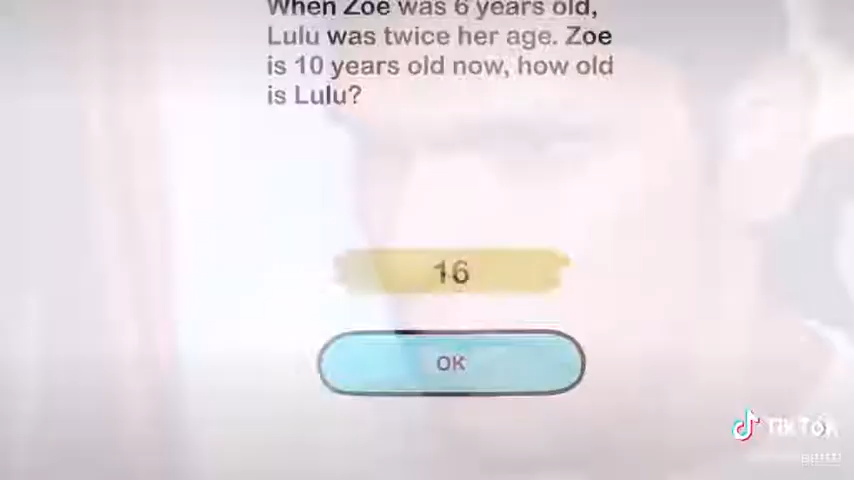 When Zoe was 6 years old,
Lulu was twice her age. Zoe
is 10 years old now, how old
is Lulu?
16
OK
TikTok